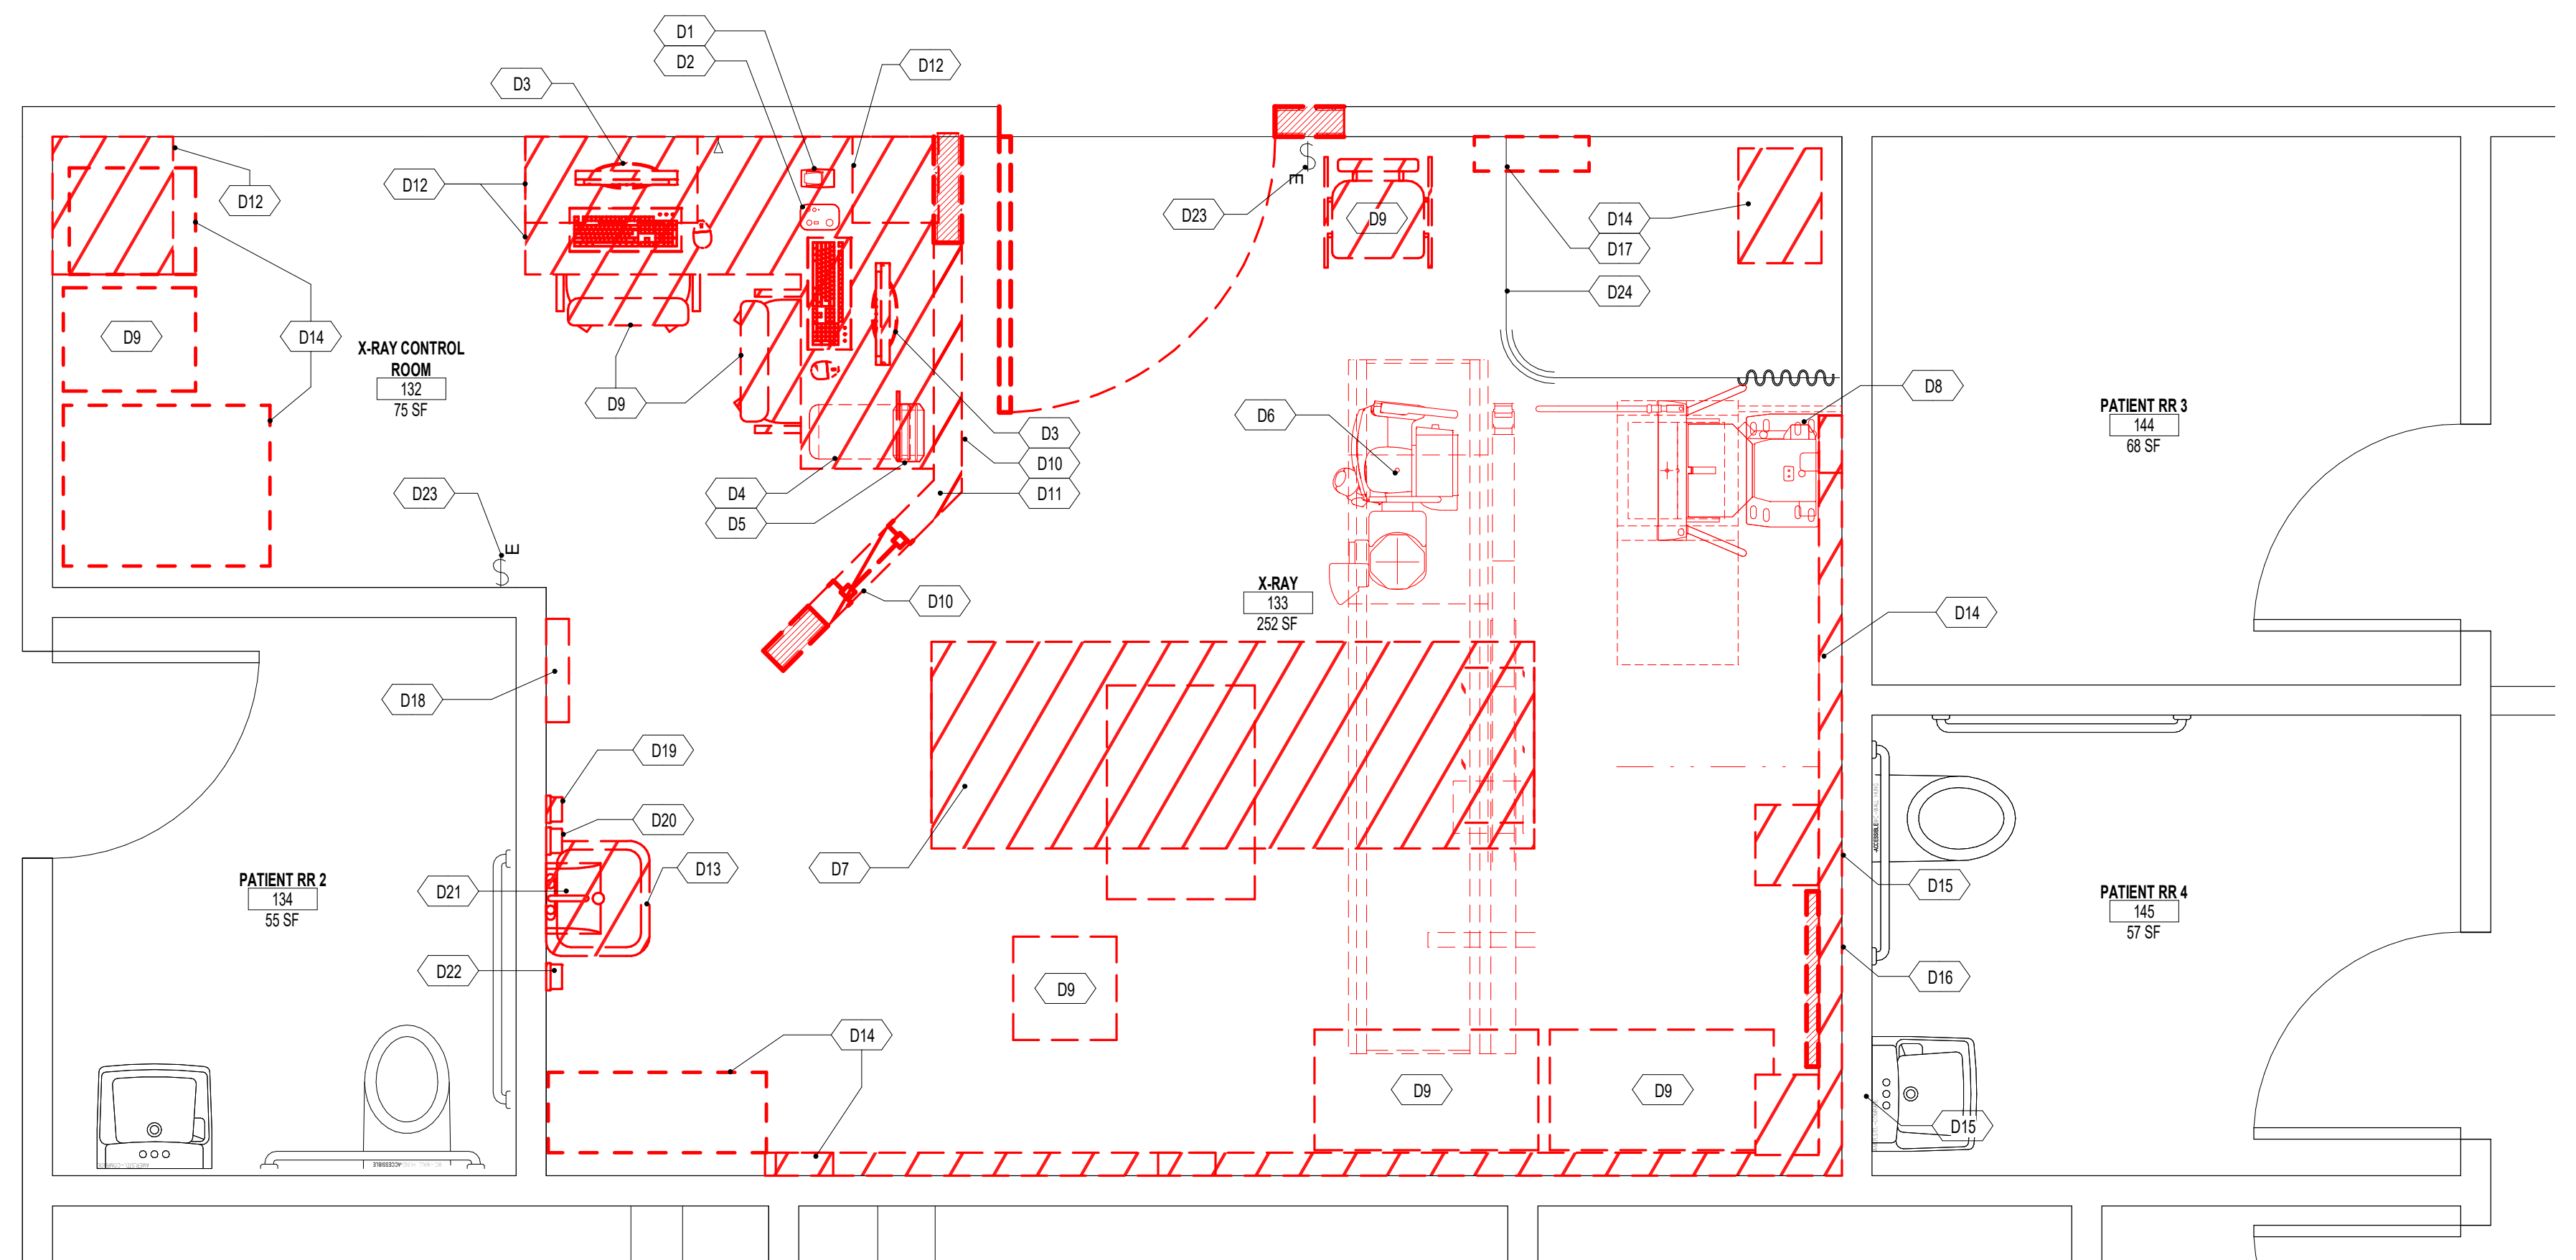 D1
D2
D12
D3
D12
D12
D23
D9
D14
D17
D24
D9
D14
X-RAY CONTROL
ROOM
132
75 SF
D9
D3
D10
D11
D6
D8
PATIENT RR 3
144
68 SF
D4
D5
D23
E
E
D10
X-RAY
133
252 SF
D14
D18
D19
D20
D7
D13
D21
D22
PATIENT RR 2
134
55 SF
D15
PATIENT RR 4
145
57 SF
D16
D9
D14
D9
D9
D15
ACCESSIBLE
ACCESSIBLE